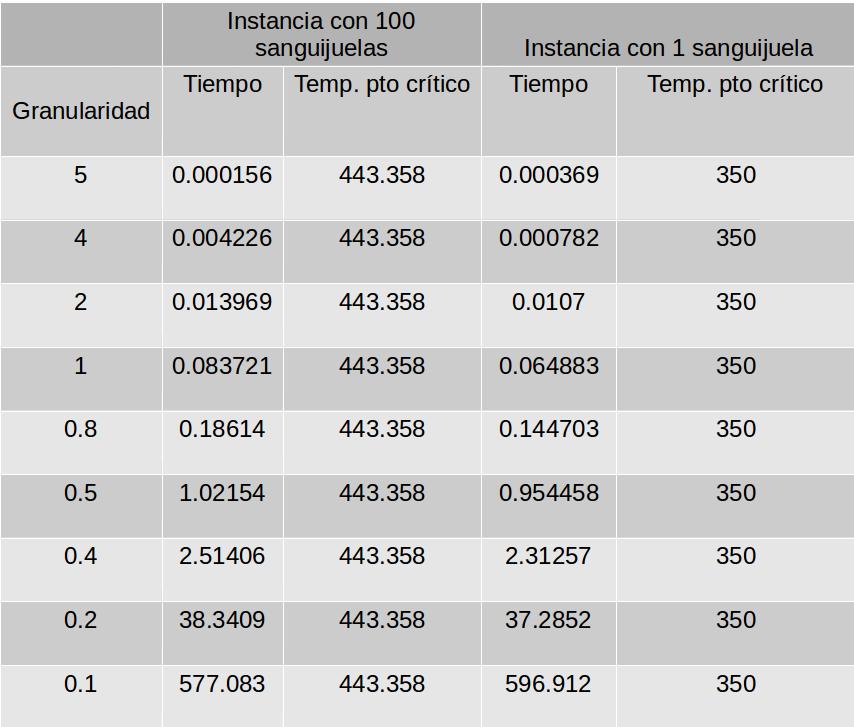 Instancia con 100
sanguijuelas
Instancia con 1 sanguijuela
Granularidad
Tiempo
Temp. pto crítico
Tiempo
Temp. pto crítico
5 0.000156 443.358 0.000369 350
4 0.004226 443.358 0.000782 350
2 0.013969 443.358 0.0107 350
1 0.083721 443.358 0.064883 350
0.8 0.18614 443.358 0.144703 350
0.5 1.02154 443.358 0.954458 350
0.4 2.51406 443.358 2.31257 350
0.2 38.3409 443.358 37.2852 350
0.1 577.083 443.358 596.912 350